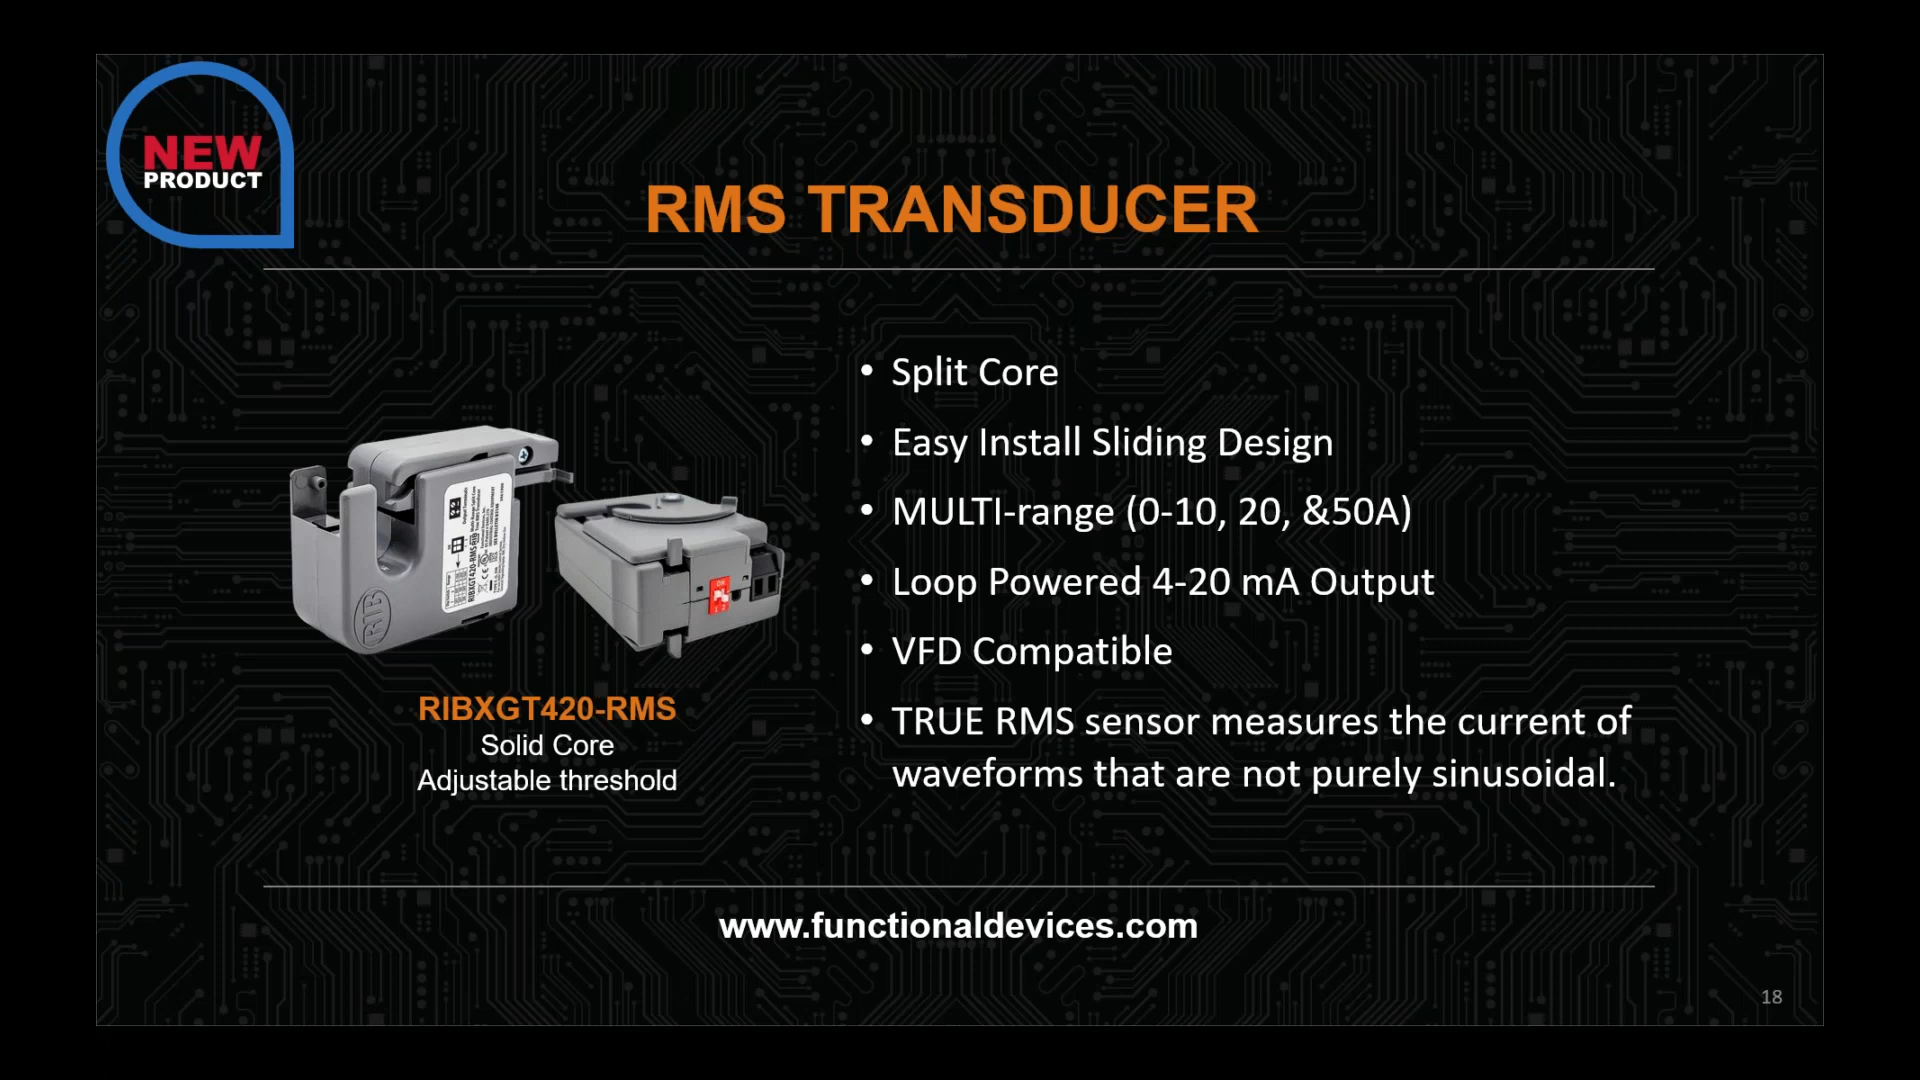 NEW
PRODUCT
RMS TRANSDUCER
• Split Core
• Easy Install Sliding Design
• MULTI-range (0-10, 20, &50A)
• Loop Powered 4-20 mA Output
• VFD Compatible
• TRUE RMS sensor measures the current of
waveforms that are not purely sinusoidal.
RIB
RIBXGT420-RMS
Solid Core
Adjustable threshold
www.functionaldevices.com
18